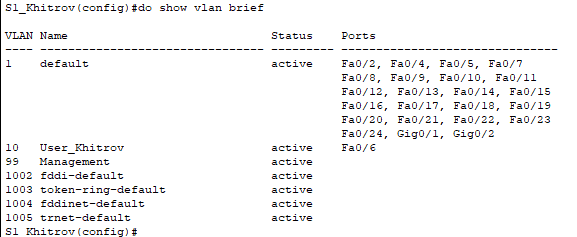 S1_Khitrov(config)#do show vlan brief
VLAN Name                             Status    Ports
---- -------------------------------- --------- -------------------------------
1    default                          active    Fa0/2, Fa0/4, Fa0/5, Fa0/7
                                                Fa0/8, Fa0/9, Fa0/10, Fa0/11
                                                Fa0/12, Fa0/13, Fa0/14, Fa0/15
                                                Fa0/16, Fa0/17, Fa0/18, Fa0/19
                                                Fa0/20, Fa0/21, Fa0/22, Fa0/23
                                                Fa0/24, Gig0/1, Gig0/2
10   User_Khitrov                     active    Fa0/6
99   Management                       active
1002 fddi-default                     active
1003 token-ring-default               active
1004 fddinet-default                  active
1005 trnet-default                    active
S1_Khitrov(config)#